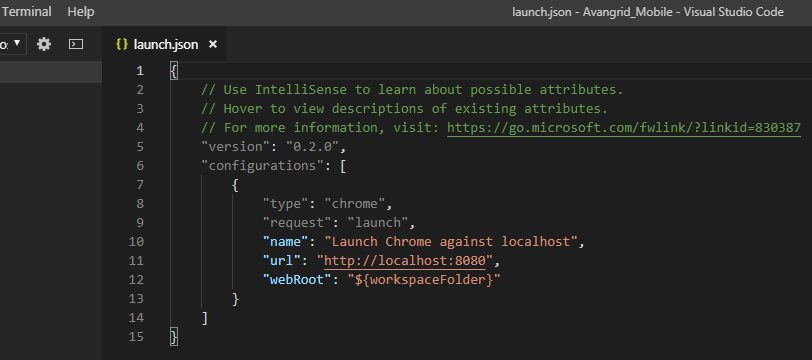 launch.json - Avangrid_Mobile - Visual Studio Code
Terminal Help
{} launch.json ×
1 {
2 // Use IntelliSense to learn about possible attributes.
3 // Hover to view descriptions of existing attributes.
4 // For more information, visit: https://go.microsoft.com/fwlink/?linkid=830387
5 "version": "0.2.0",
6 "configurations": [
7 {
8 "type": "chrome",
9 "request": "launch",
10 "name": "Launch Chrome against localhost",
11 "url": "http://localhost:8080",
12 "webRoot": "${workspaceFolder}"
13 }
14 ]
15 }